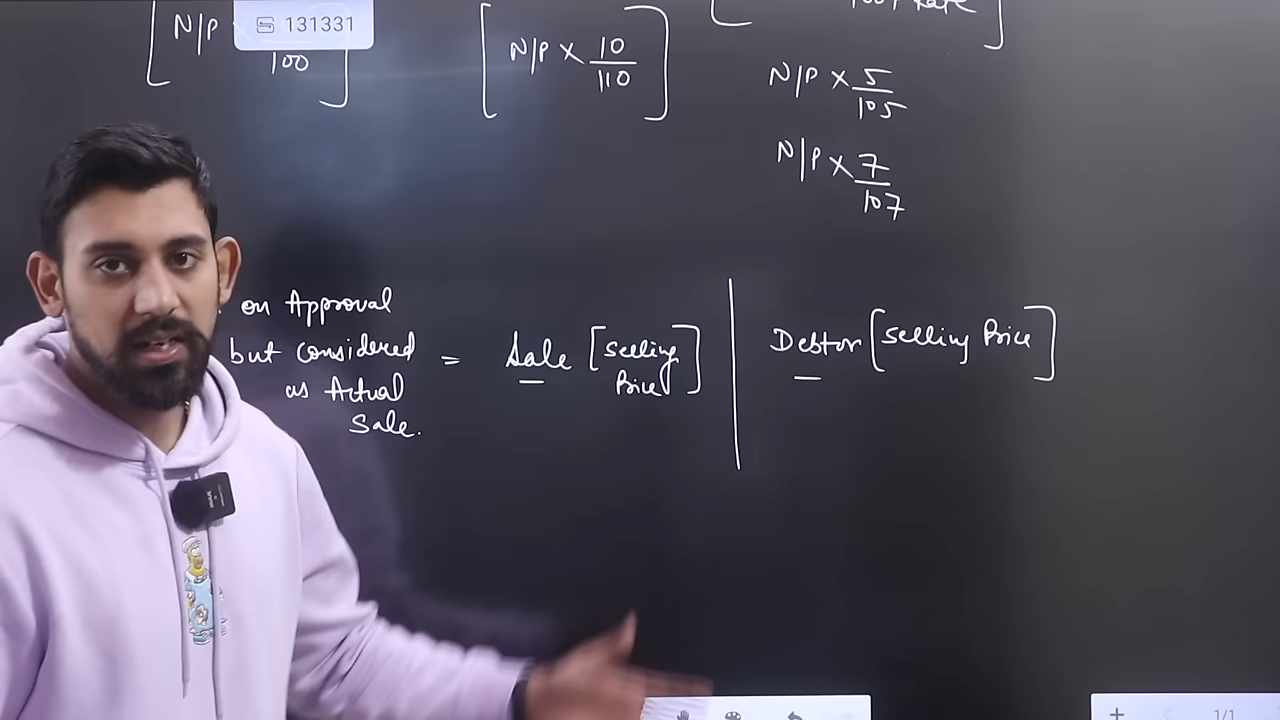 N/P
131331
100
N/P × 10/110
100+ Rate
N/P × 5/105
N/P × 7/107
on Approval
but considered = Sale [Selling Price] Debtor [Selling Price]
as Actual
Sale.
1/1